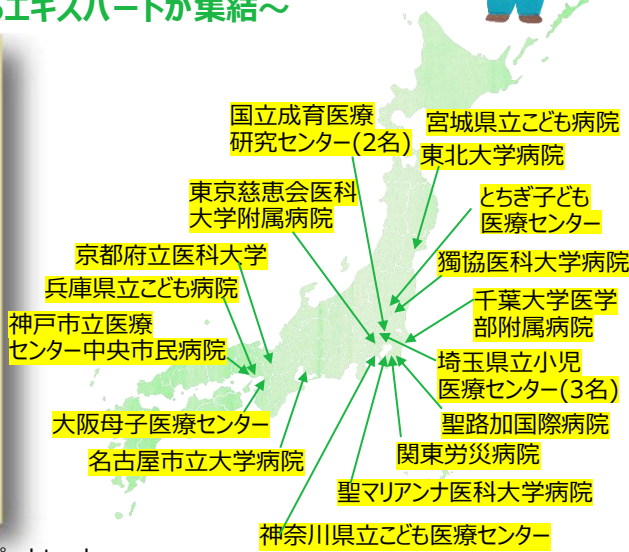 エキスパートが集結～
国立成育医療
研究センター(2名)
宮城県立こども病院
東北大学病院
東京慈恵会医科
大学附属病院
とちぎ子ども
医療センター
京都府立医科大学
獨協医科大学病院
兵庫県立こども病院
千葉大学医学
部附属病院
神戸市立医療
センター中央市民病院
埼玉県立小児
医療センター(3名)
大阪母子医療センター
聖路加国際病院
名古屋市立大学病院
関東労災病院
聖マリアンナ医科大学病院
神奈川県立こども医療センター